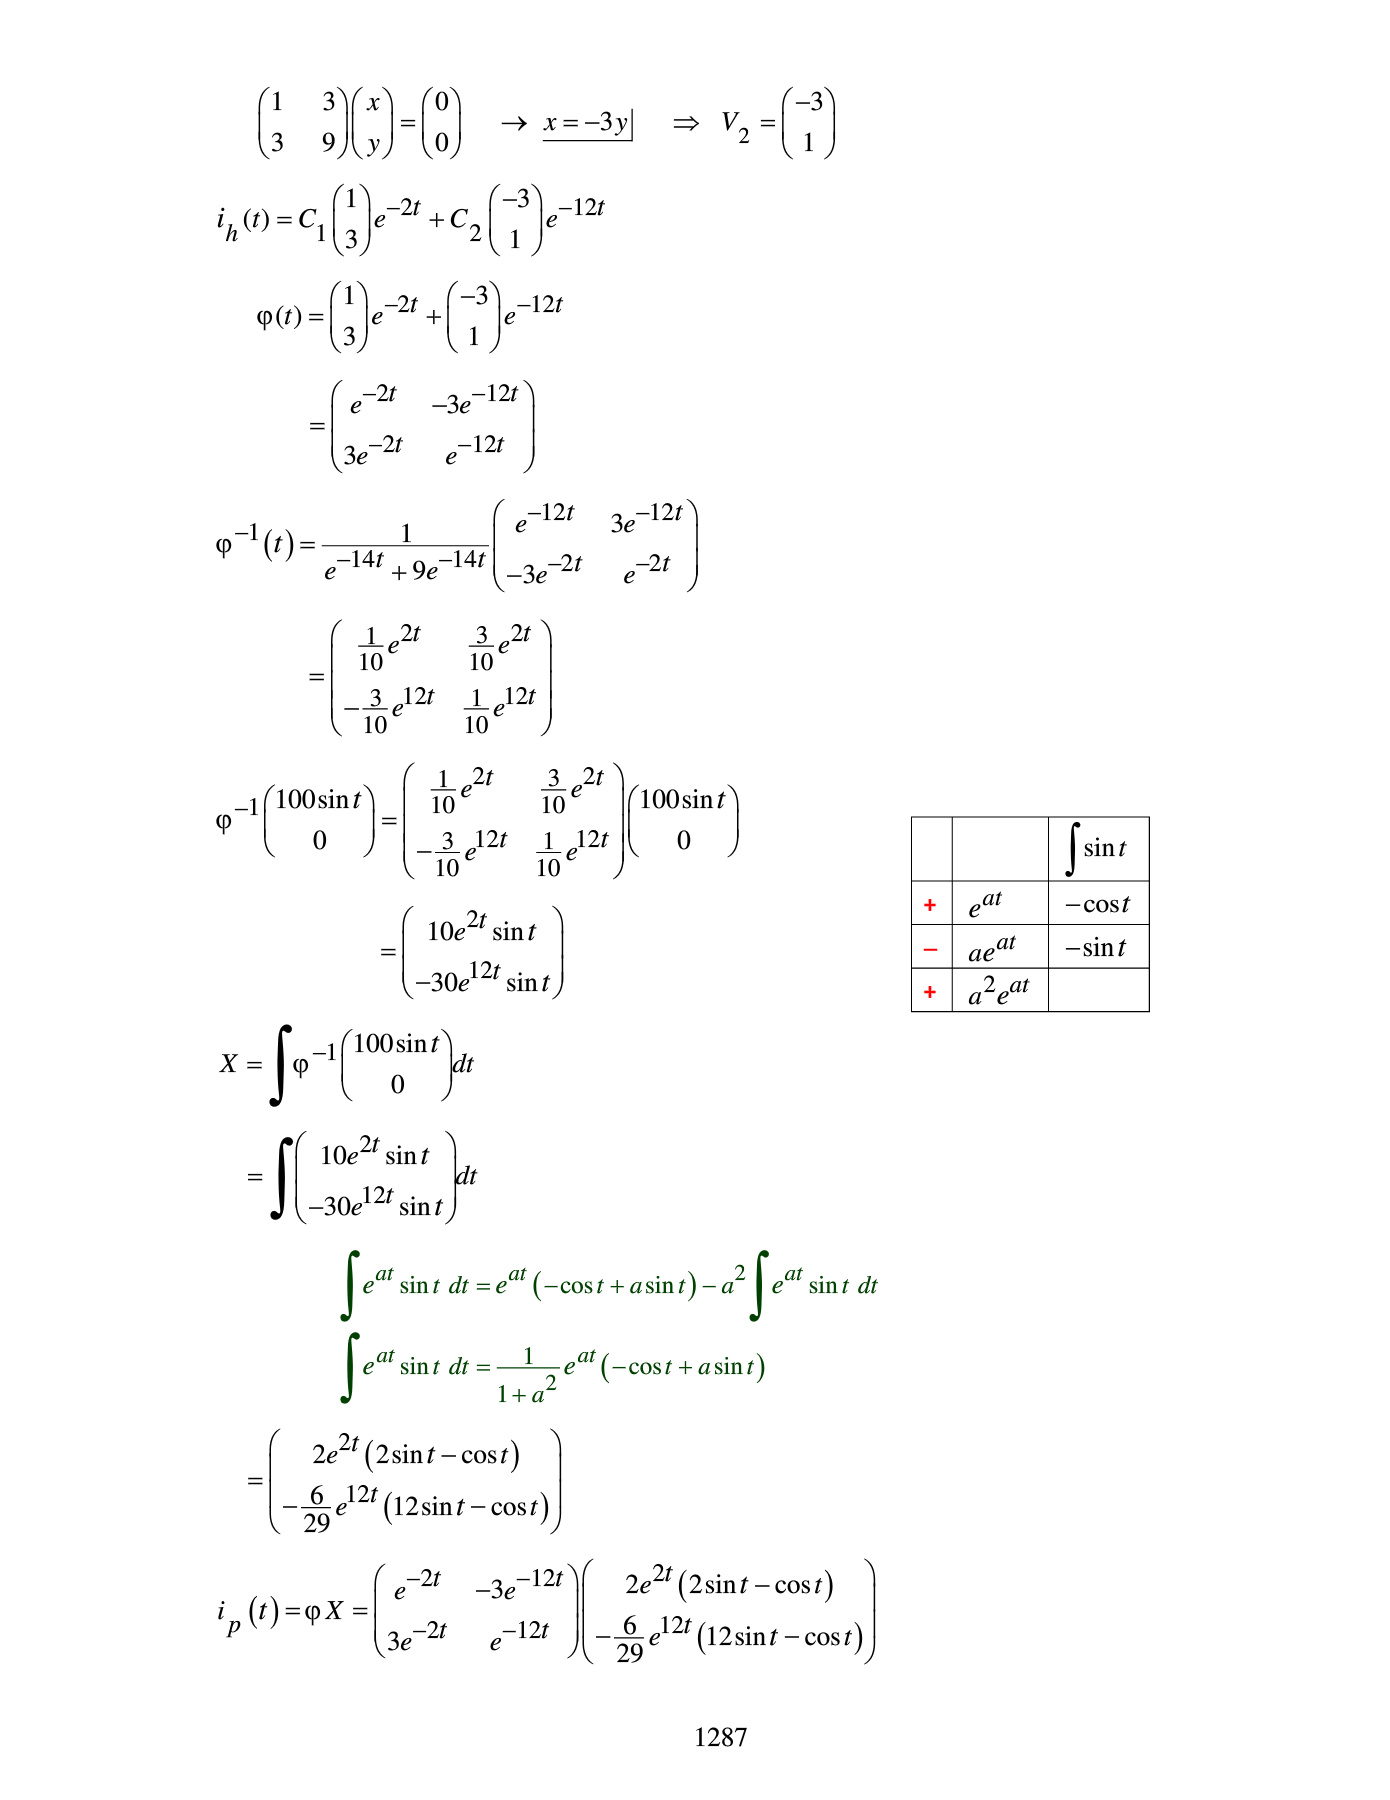 $\begin{pmatrix} 1 & 3 \\ 3 & 9 \end{pmatrix}\begin{pmatrix} x \\ y \end{pmatrix} = \begin{pmatrix} 0 \\ 0 \end{pmatrix} \quad \rightarrow \underline{x = -3y|} \quad \Rightarrow V_2 = \begin{pmatrix} -3 \\ 1 \end{pmatrix}$
$i_h(t) = C_1 \begin{pmatrix} 1 \\ 3 \end{pmatrix} e^{-2t} + C_2 \begin{pmatrix} -3 \\ 1 \end{pmatrix} e^{-12t}$
$\varphi(t) = \begin{pmatrix} 1 \\ 3 \end{pmatrix} e^{-2t} + \begin{pmatrix} -3 \\ 1 \end{pmatrix} e^{-12t}$
$= \begin{pmatrix} e^{-2t} & -3e^{-12t} \\ 3e^{-2t} & e^{-12t} \end{pmatrix}$
$\varphi^{-1}(t) = \frac{1}{e^{-14t} + 9e^{-14t}} \begin{pmatrix} e^{-12t} & 3e^{-12t} \\ -3e^{-2t} & e^{-2t} \end{pmatrix}$
$= \begin{pmatrix} \frac{1}{10}e^{2t} & \frac{3}{10}e^{2t} \\ -\frac{3}{10}e^{12t} & \frac{1}{10}e^{12t} \end{pmatrix}$
$\varphi^{-1} \begin{pmatrix} 100\sin t \\ 0 \end{pmatrix} = \begin{pmatrix} \frac{1}{10}e^{2t} & \frac{3}{10}e^{2t} \\ -\frac{3}{10}e^{12t} & \frac{1}{10}e^{12t} \end{pmatrix} \begin{pmatrix} 100\sin t \\ 0 \end{pmatrix}$
$= \begin{pmatrix} 10e^{2t}\sin t \\ -30e^{12t}\sin t \end{pmatrix}$
$\int \sin t$
+ $e^{at}$ $-\cos t$
− $ae^{at}$ $-\sin t$
+ $a^2e^{at}$
$X = \int \varphi^{-1} \begin{pmatrix} 100\sin t \\ 0 \end{pmatrix} dt$
$= \int \begin{pmatrix} 10e^{2t}\sin t \\ -30e^{12t}\sin t \end{pmatrix} dt$
$\int e^{at} \sin t \, dt = e^{at}(-\cos t + a\sin t) - a^2 \int e^{at} \sin t \, dt$
$\int e^{at} \sin t \, dt = \frac{1}{1+a^2} e^{at}(-\cos t + a\sin t)$
$= \begin{pmatrix} 2e^{2t}(2\sin t - \cos t) \\ -\frac{6}{29}e^{12t}(12\sin t - \cos t) \end{pmatrix}$
$i_p(t) = \varphi X = \begin{pmatrix} e^{-2t} & -3e^{-12t} \\ 3e^{-2t} & e^{-12t} \end{pmatrix} \begin{pmatrix} 2e^{2t}(2\sin t - \cos t) \\ -\frac{6}{29}e^{12t}(12\sin t - \cos t) \end{pmatrix}$
1287